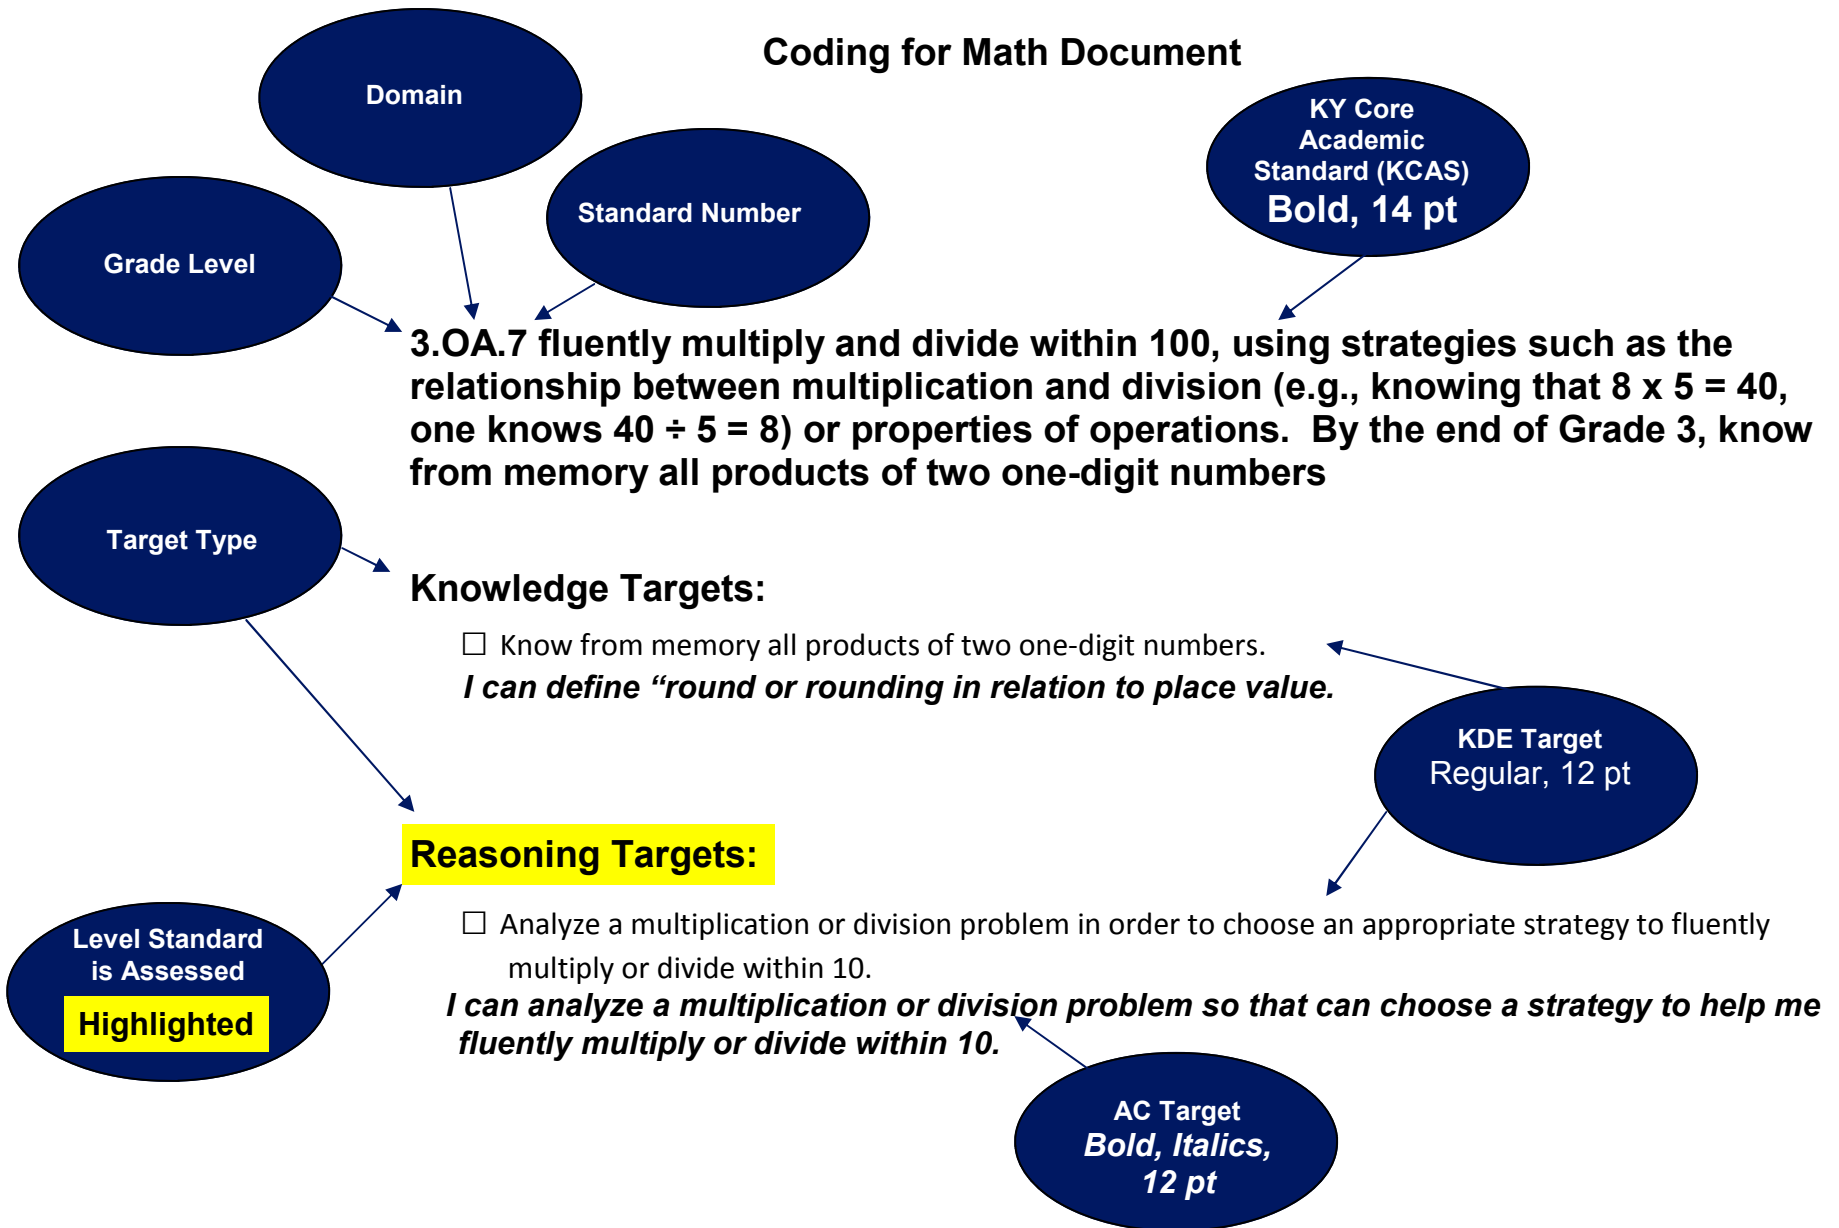 Coding for Math Document
Domain
KY Core
Academic
Standard (KCAS)
Bold, 14 pt
Standard Number
Grade Level
3.OA.7 fluently multiply and divide within 100, using strategies such as the
relationship between multiplication and division (e.g., knowing that 8 x 5 = 40,
one knows 40 ÷ 5 = 8) or properties of operations.  By the end of Grade 3, know
from memory all products of two one-digit numbers
Target Type
Knowledge Targets:
☐ Know from memory all products of two one-digit numbers.
I can define “round or rounding in relation to place value.
KDE Target
Regular, 12 pt
Reasoning Targets:
☐ Analyze a multiplication or division problem in order to choose an appropriate strategy to fluently
multiply or divide within 10.
Level Standard
is Assessed
Highlighted
I can analyze a multiplication or division problem so that can choose a strategy to help me
fluently multiply or divide within 10.
AC Target
Bold, Italics,
12 pt